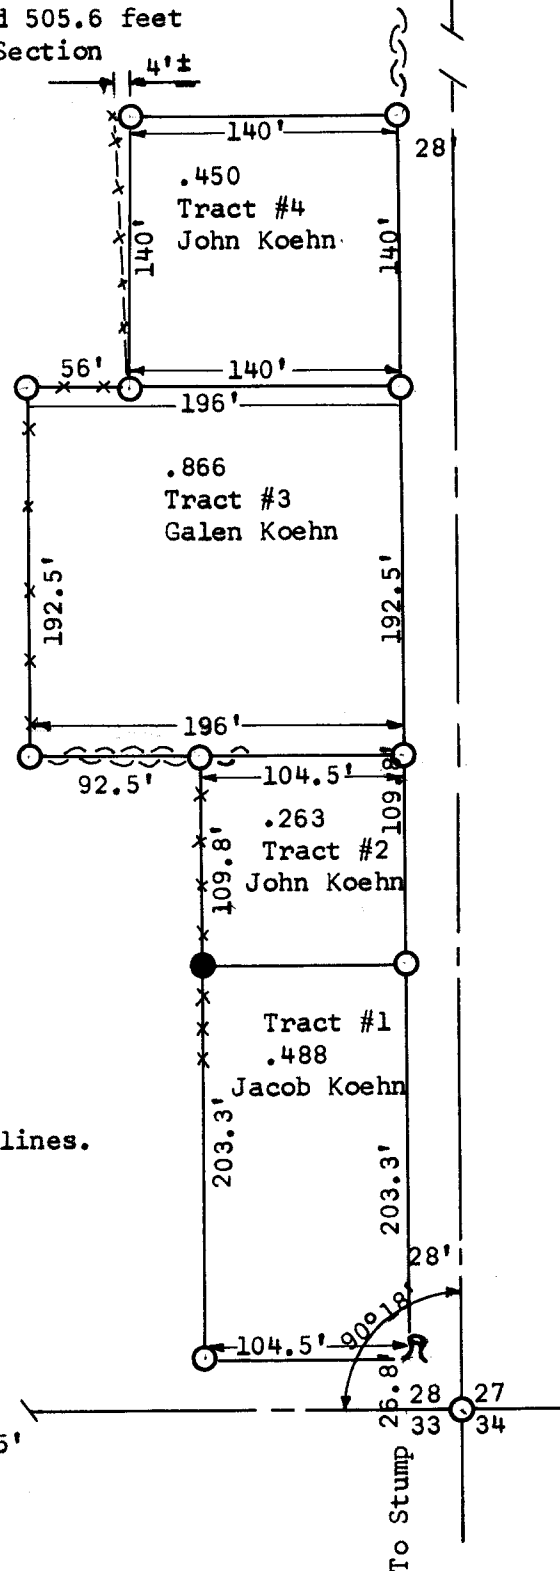 d 505.6 feet
Section
4'±
140'
28'
.450
Tract #4
John Koehn
140'
140'
56'
140'
196'
.866
Tract #3
Galen Koehn
192.5'
192.5'
196'
92.5'
104.5'
109.8'
.263
Tract #2
John Koehn
109.8'
Tract #1
.488
Jacob Koehn
203.3'
lines.
203.3'
28'
90°18'
104.5'
26.8'
28 27
33 34
5'
To Stump